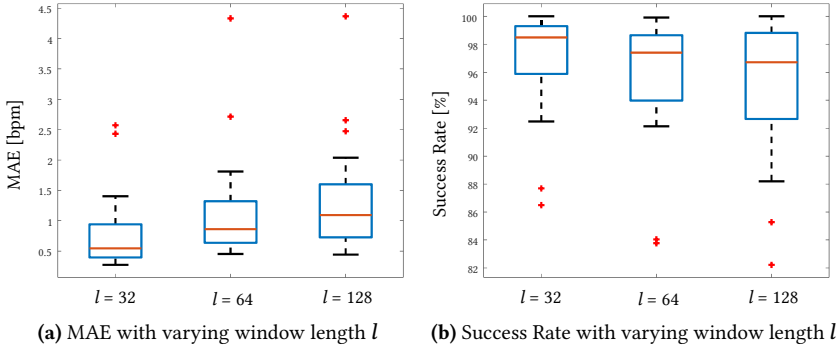 4.5
4
3.5
3
2.5
2
1.5
1
0.5
MAE [bpm]
l = 32
l = 64
l = 128
(a) MAE with varying window length l
100
98
96
94
92
90
88
86
84
82
Success Rate [%]
l = 32
l = 64
l = 128
(b) Success Rate with varying window length l